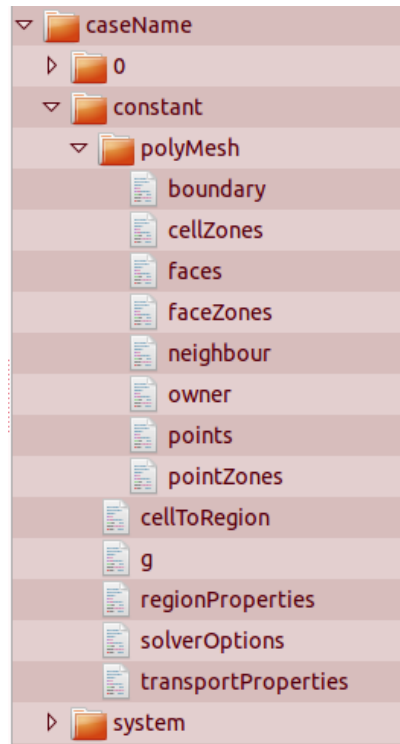 caseName
0
constant
polyMesh
boundary
cellZones
faces
faceZones
neighbour
owner
points
pointZones
cellToRegion
g
regionProperties
solverOptions
transportProperties
system